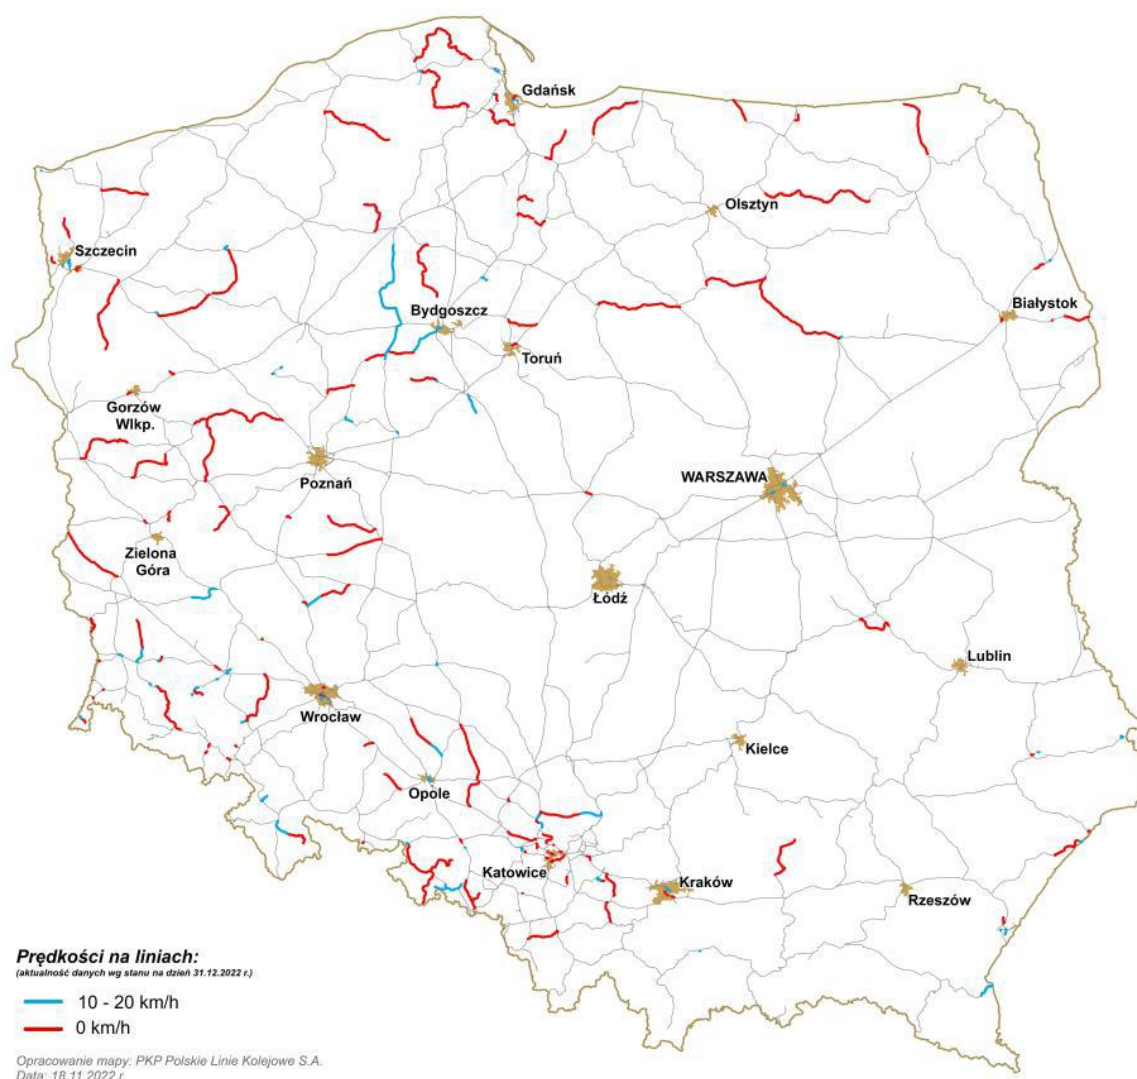 Gdańsk
Olsztyn
Szczecin
Białystok
Bydgoszcz
Toruń
Gorzów
Wlkp.
WARSZAWA
Poznań
Zielona
Góra
Łódź
Lublin
Wrocław
Kielce
Opole
Katowice
Kraków
Rzeszów
Prędkości na liniach:
(aktualność danych wg stanu na dzień 31.12.2022 r.)
10 - 20 km/h
0 km/h
Opracowanie mapy: PKP Polskie Linie Kolejowe S.A.
Data: 18.11.2022 r.